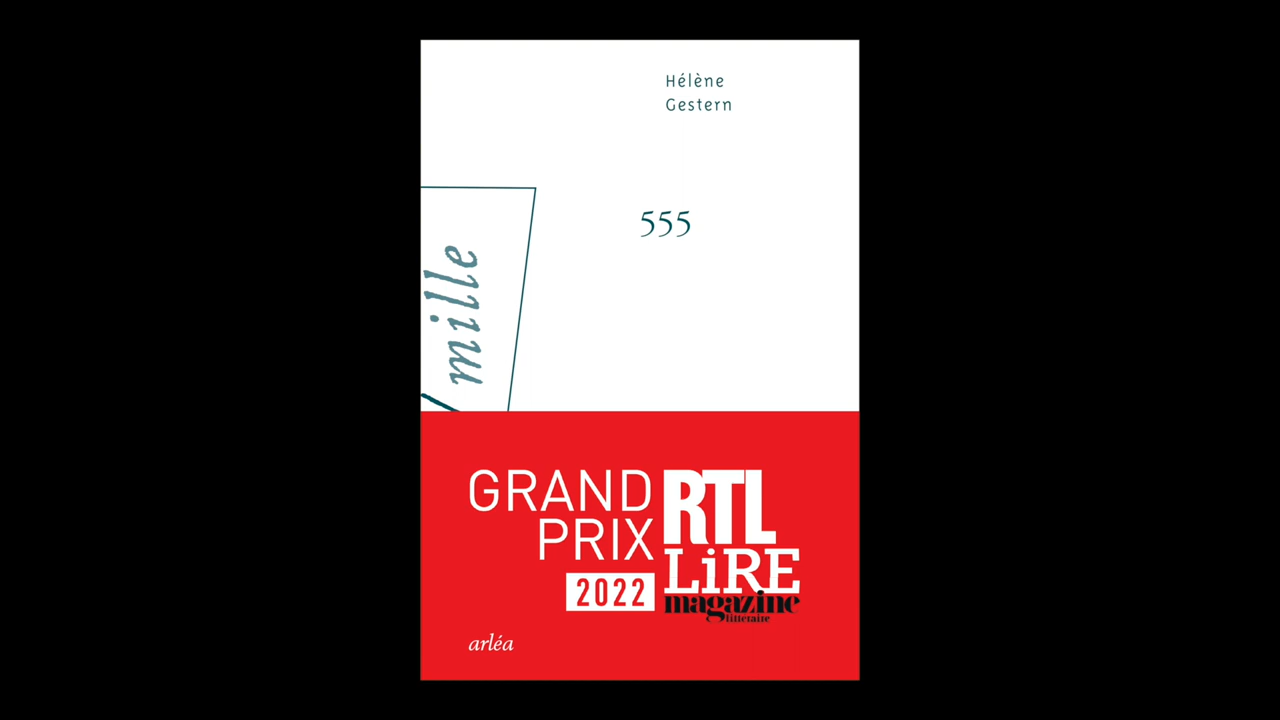 Hélène
Gestern
555
mille
GRAND
PRIX
2022
RTL
LiRE
magazine
littéraire
arléa